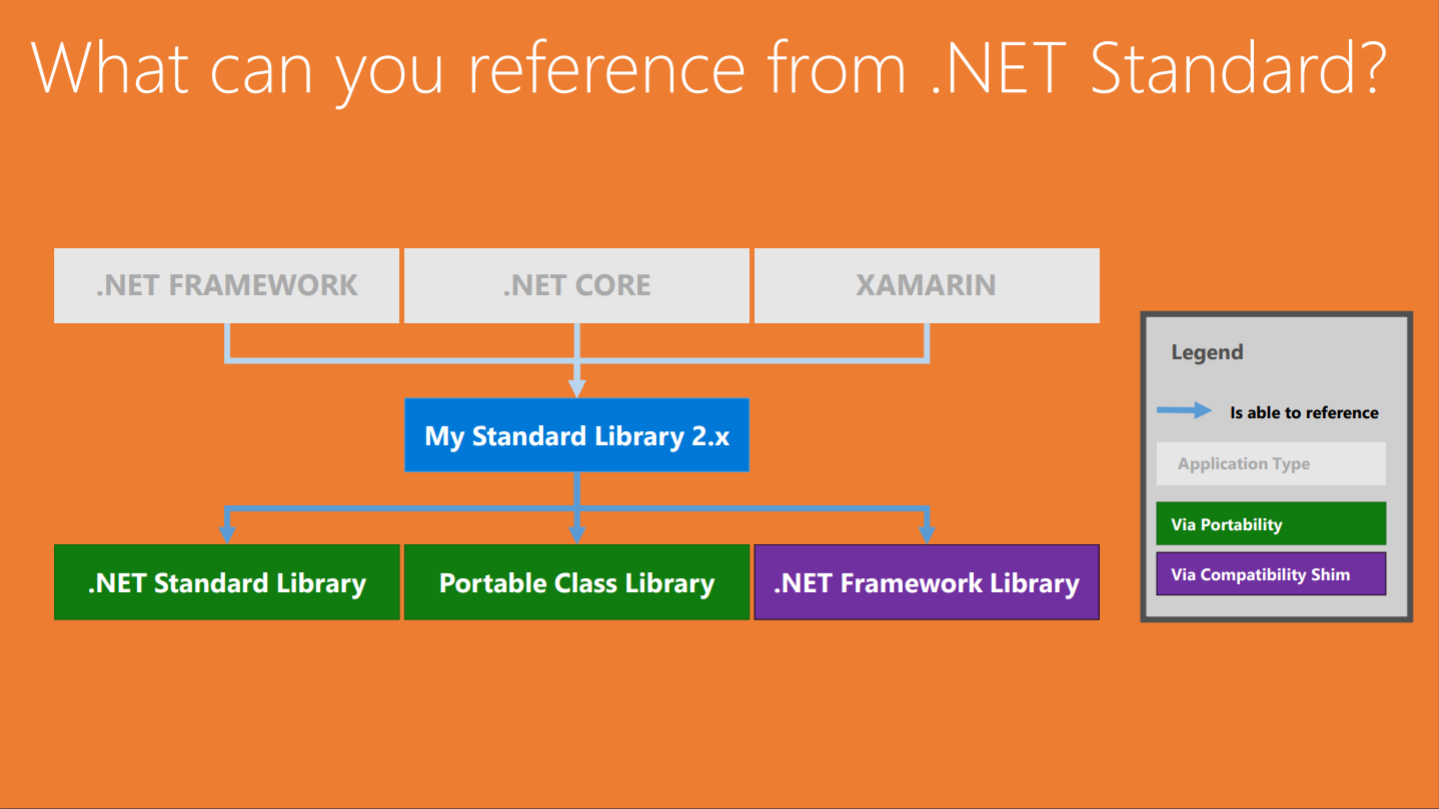 What can you reference from .NET Standard?
.NET FRAMEWORK
.NET CORE
XAMARIN
Legend
Is able to reference
My Standard Library 2.x
Application Type
Via Portability
Via Compatibility Shim
.NET Standard Library
Portable Class Library
.NET Framework Library